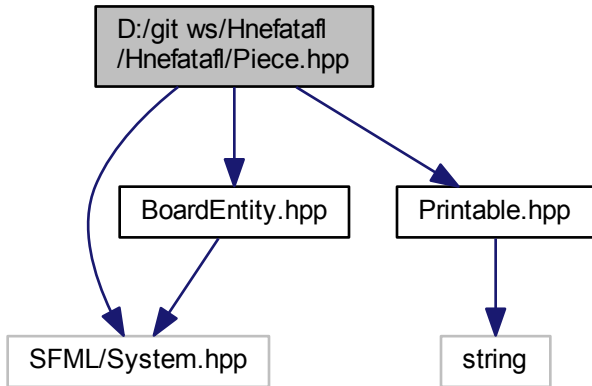 D:/git ws/Hnefatafl
/Hnefatafl/Piece.hpp
BoardEntity.hpp
Printable.hpp
SFML/System.hpp
string